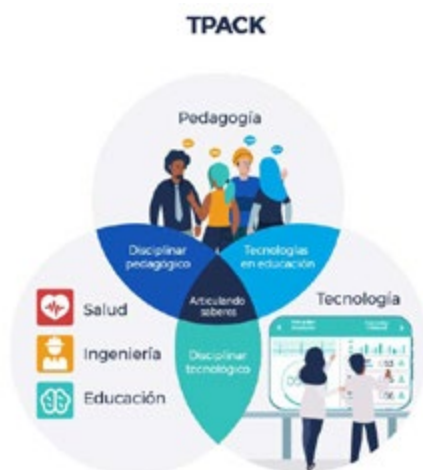 TPACK
Pedagogía
Disciplinar
pedagógico
Tecnologías
en educación
Articulando
saberes
Salud
Ingeniería
Educación
Tecnología
Disciplinar
tecnológico